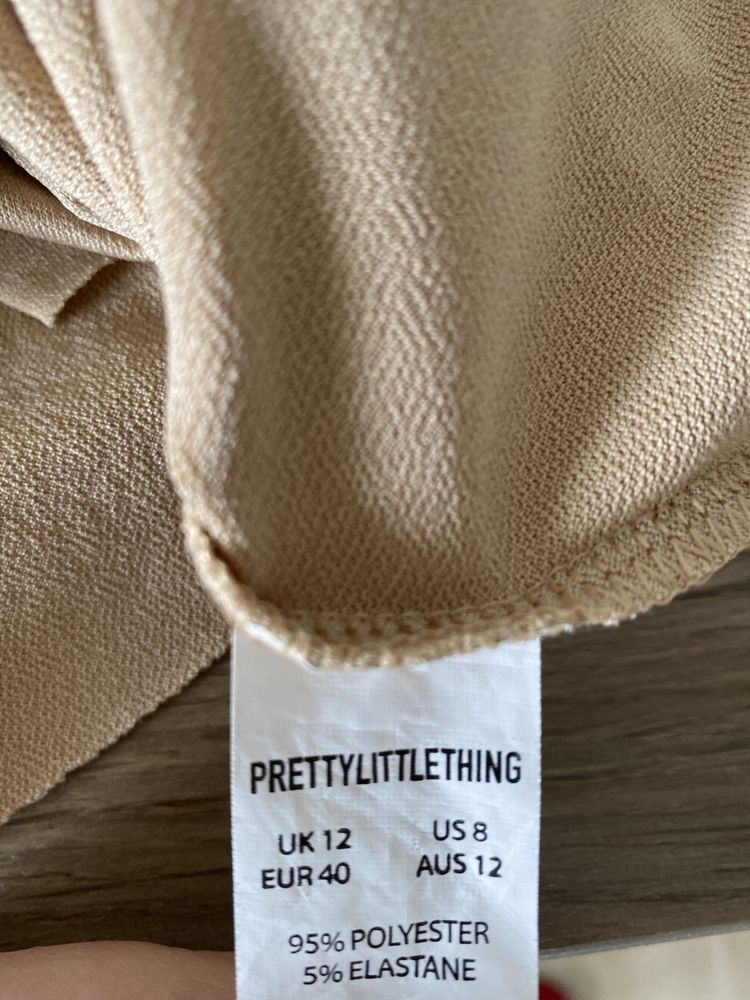 PRETTYLITTLETHING
UK 12 US 8
EUR 40 AUS 12
95% POLYESTER
5% ELASTANE